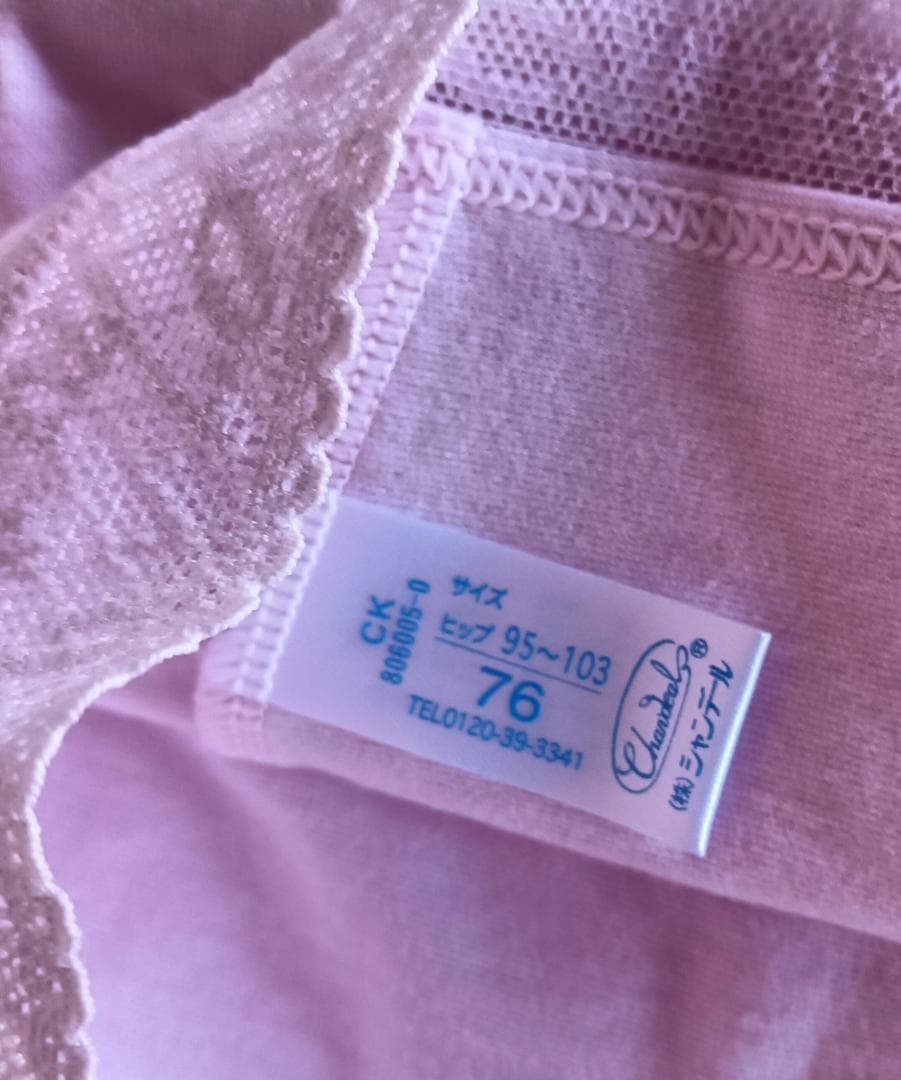 CK
806005-0
サイズ
ヒップ 95~103
76
TEL0120-39-3341
Chandeal®
(株)シャンデール